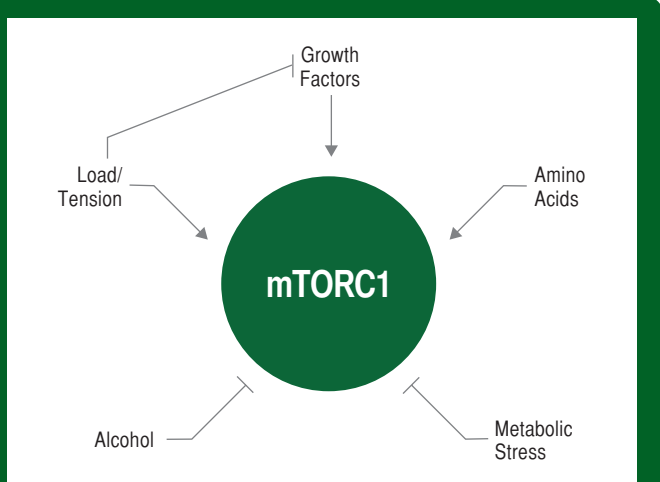 Growth
Factors
Load/
Tension
Amino
Acids
mTORC1
Alcohol
Metabolic
Stress